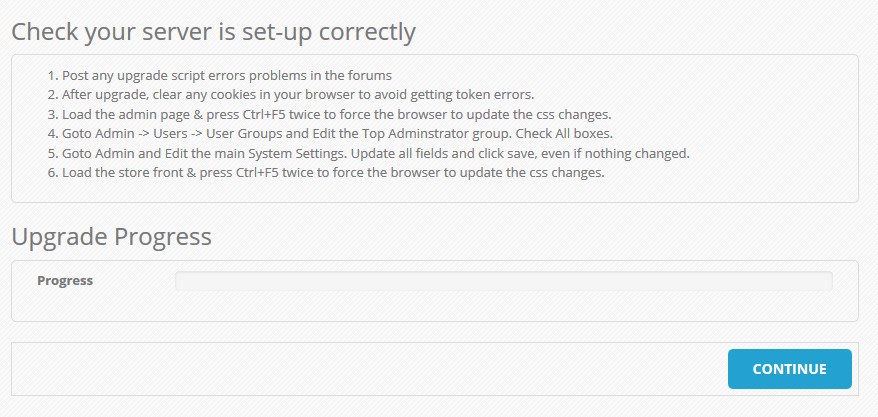 Check your server is set-up correctly
1. Post any upgrade script errors problems in the forums
2. After upgrade, clear any cookies in your browser to avoid getting token errors.
3. Load the admin page & press Ctrl+F5 twice to force the browser to update the css changes.
4. Goto Admin -> Users -> User Groups and Edit the Top Adminstrator group. Check All boxes.
5. Goto Admin and Edit the main System Settings. Update all fields and click save, even if nothing changed.
6. Load the store front & press Ctrl+F5 twice to force the browser to update the css changes.
Upgrade Progress
Progress
CONTINUE